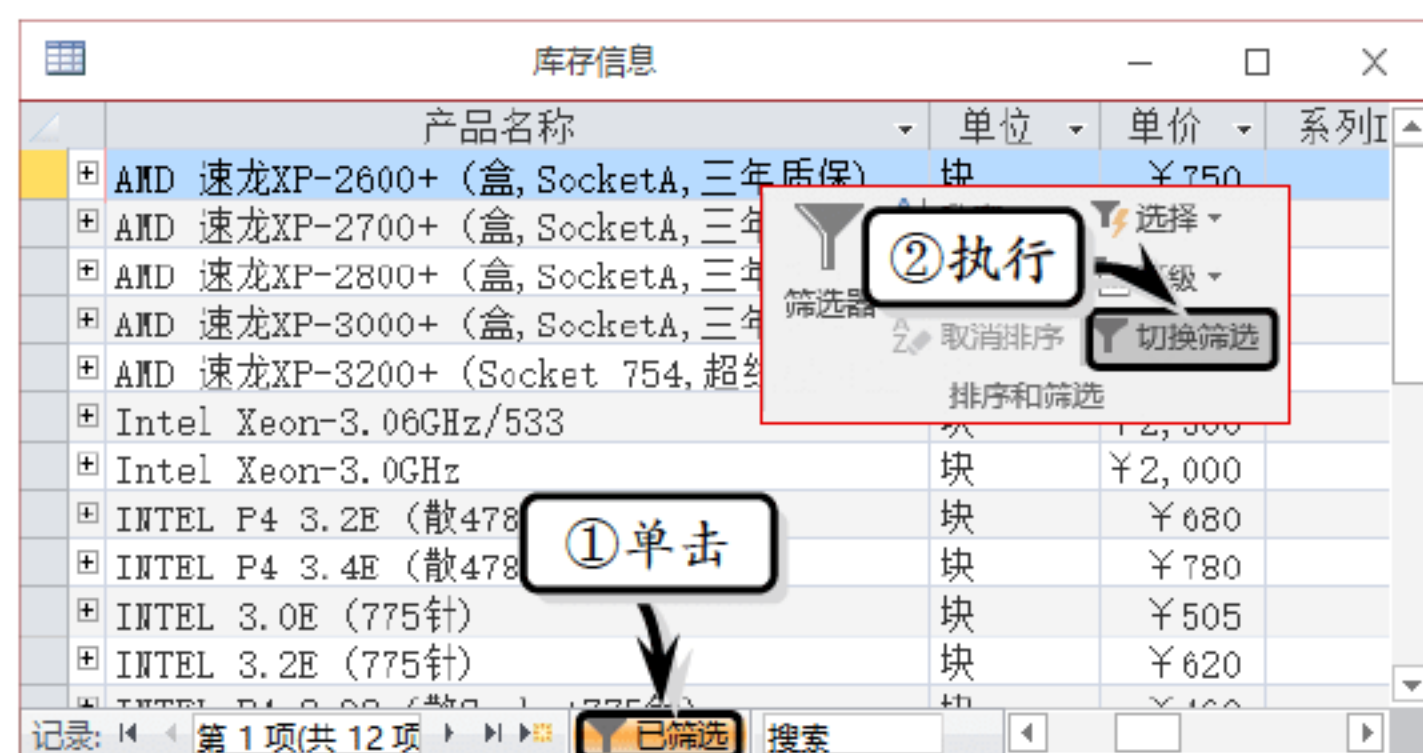 库存信息
产品名称 单位 单价 系列I
AMD 速龙XP-2600+ (盒,SocketA,三年质保) 块 ￥750
AMD 速龙XP-2700+ (盒,SocketA,三年
AMD 速龙XP-2800+ (盒,SocketA,三年
AMD 速龙XP-3000+ (盒,SocketA,三年
AMD 速龙XP-3200+ (Socket 754,超
筛选器
②执行
选择
级
取消排序
切换筛选
排序和筛选
Intel Xeon-3.06GHz/533 块
Intel Xeon-3.0GHz 块 ￥2,000
INTEL P4 3.2E (散478 块 ￥680
INTEL P4 3.4E (散478 块 ￥780
①单击
INTEL 3.0E (775针) 块 ￥505
INTEL 3.2E (775针) 块 ￥620
记录: 第 1 项(共 12 项 已筛选 搜索